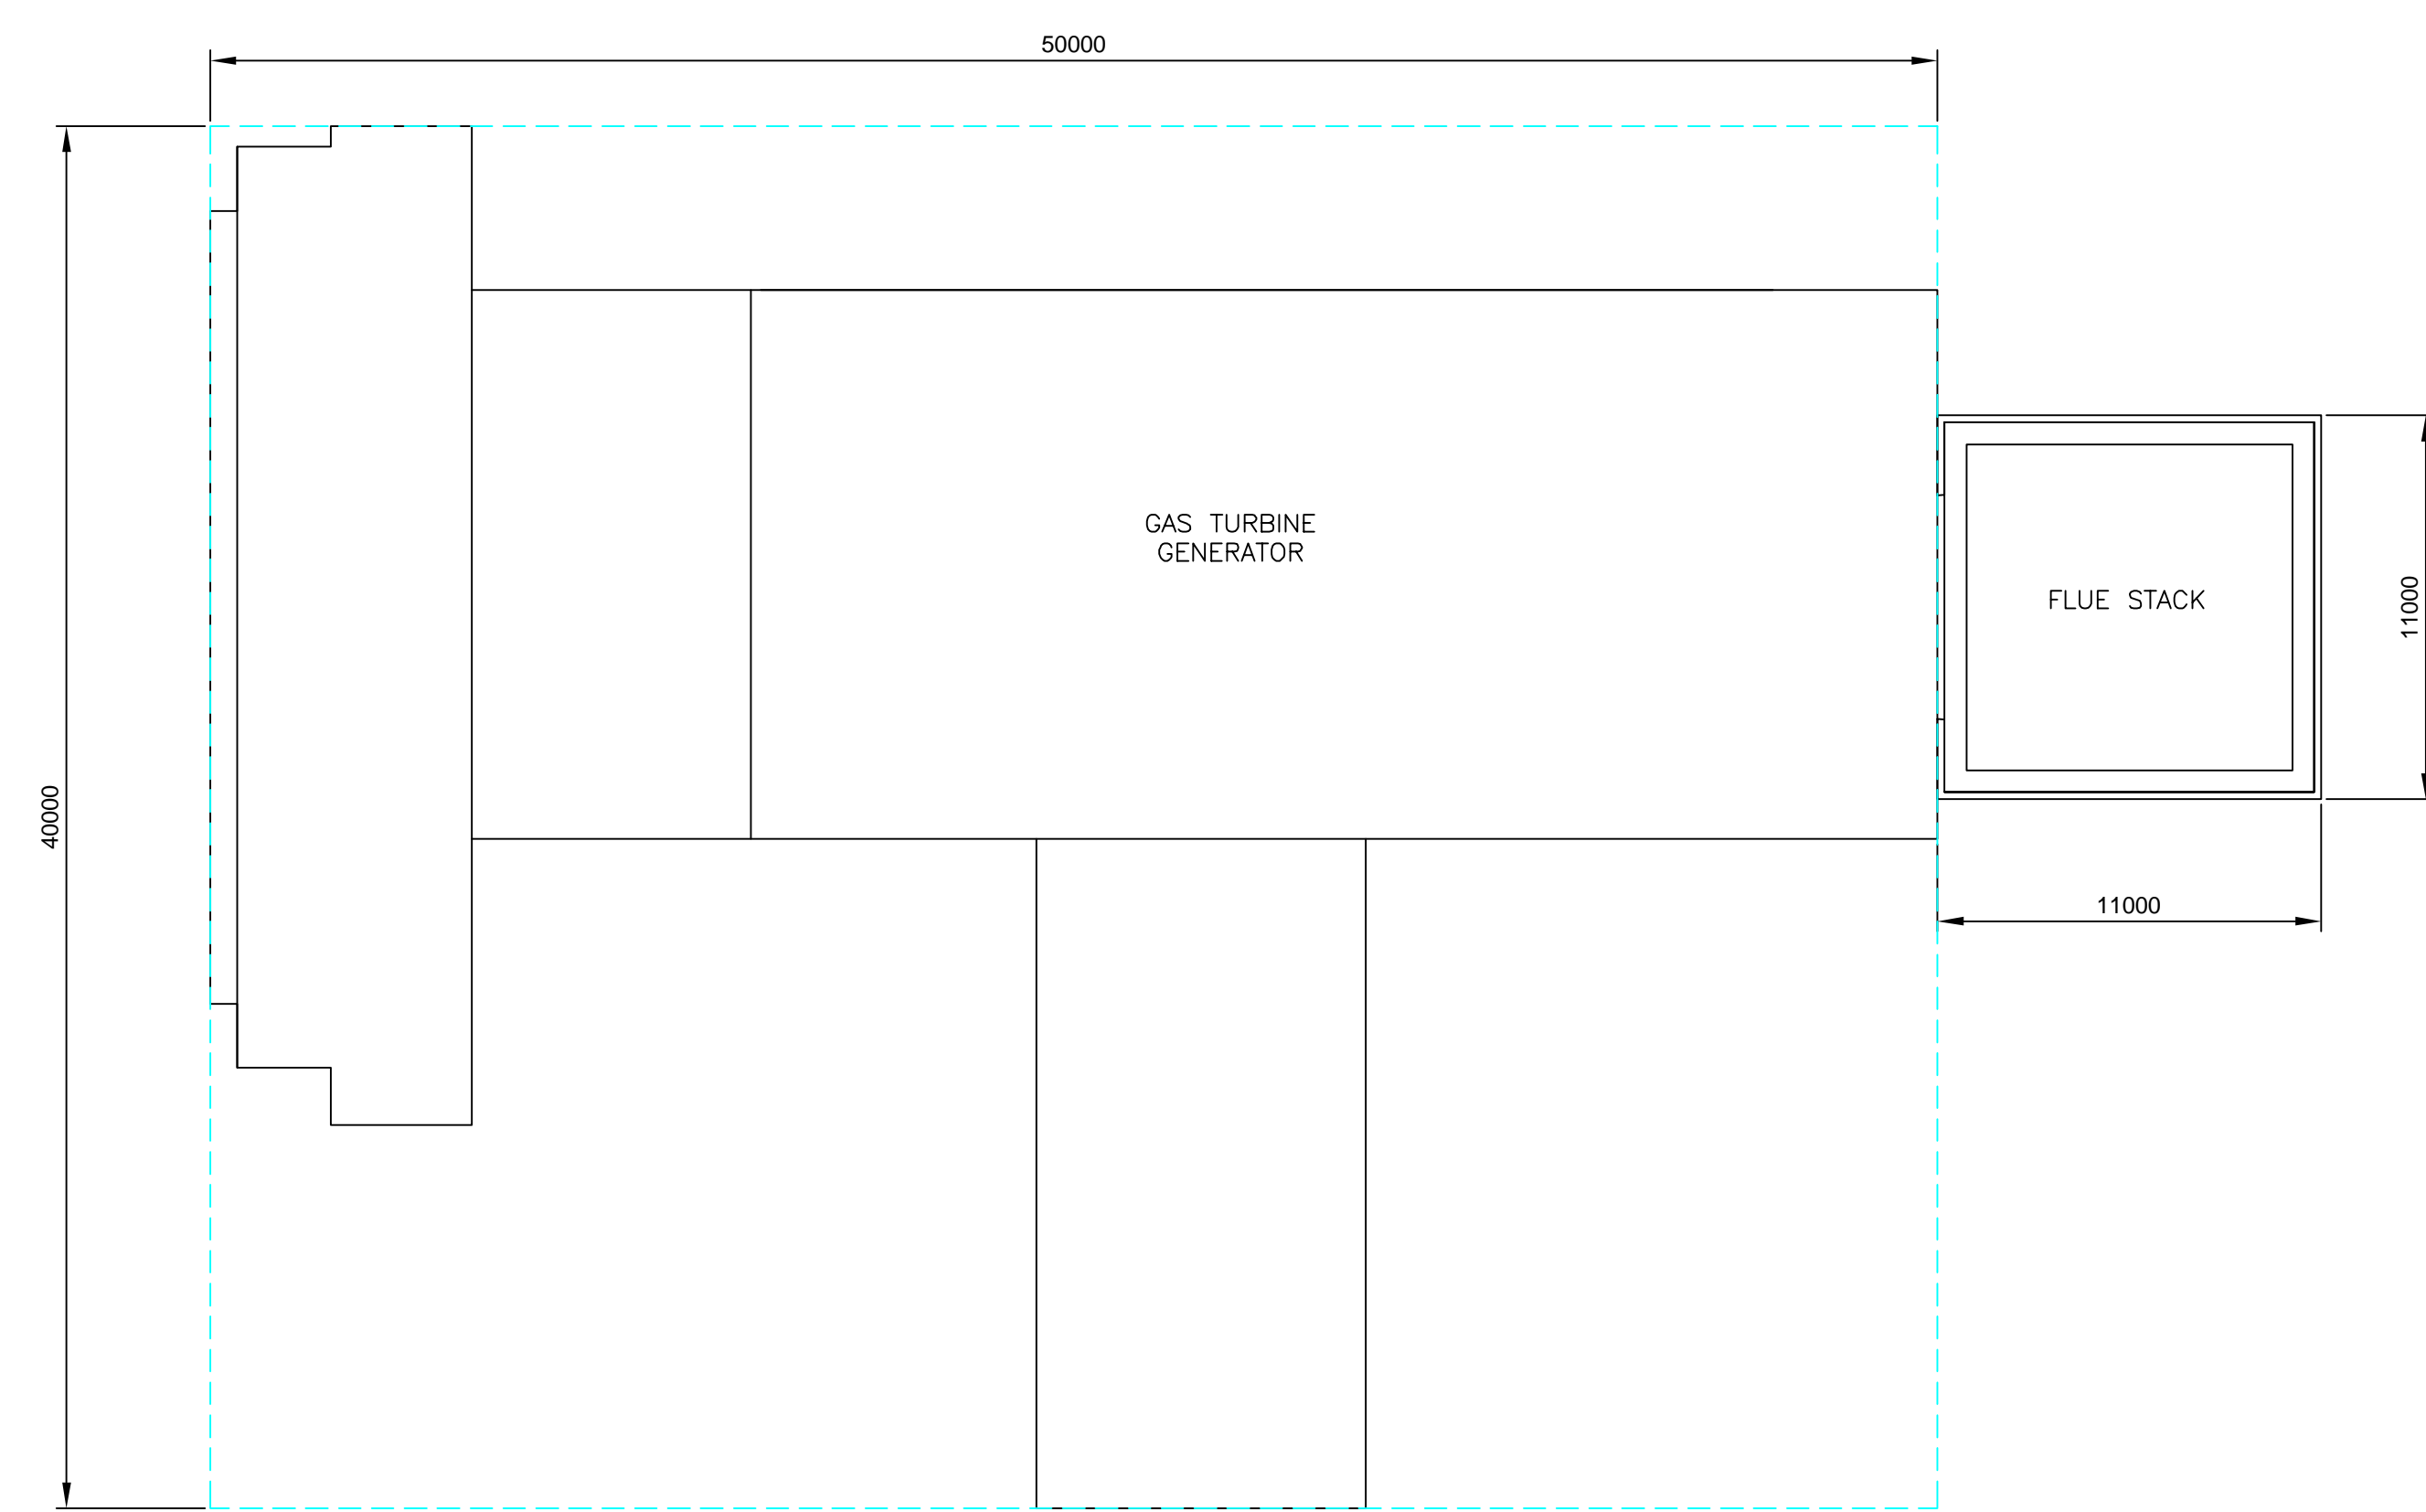 50000
GAS TURBINE
GENERATOR
FLUE STACK
11000
40000
11000